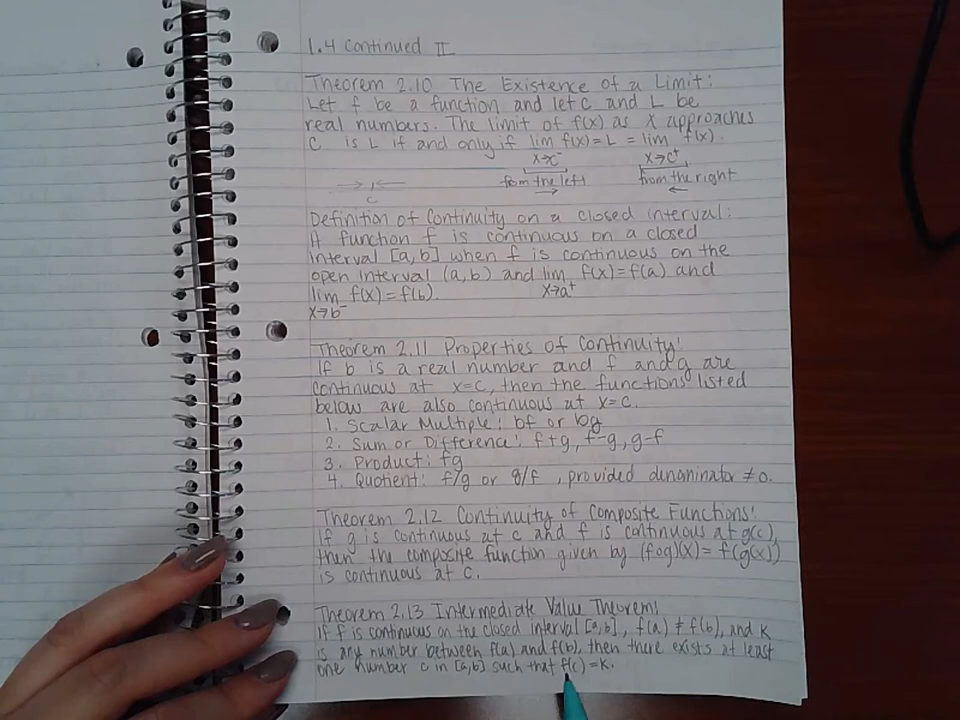 1.4 Continued II
Theorem 2.10 The Existence of a Limit:
Let f be a function and let c and L be
real numbers. The limit of f(x) as x approaches
c is L if and only if lim f(x) = L = lim f(x).
x→c⁻ x→c⁺
from the left from the right
→ ← →
c ←
Definition of Continuity on a closed interval:
A function f is continuous on a closed
interval [a,b] when f is continuous on the
open interval (a,b) and lim f(x) = f(a) and
lim f(x) = f(b). x→a⁺
x→b⁻
Theorem 2.11 Properties of Continuity:
If b is a real number and f and g are
continuous at x=c, then the functions listed
below are also continuous at x=c.
1. Scalar Multiple: bf or bg
2. Sum or Difference: f+g, f-g, g-f
3. Product: fg
4. Quotient: f/g or g/f, provided denominator ≠ 0.
Theorem 2.12 Continuity of Composite Functions:
If g is continuous at c and f is continuous at g(c),
then the composite function given by (f∘g)(x) = f(g(x))
is continuous at c.
Theorem 2.13 Intermediate Value Theorem:
If f is continuous on the closed interval [a,b], f(a) ≠ f(b), and k
is any number between f(a) and f(b), then there exists at least
one number c in [a,b] such that f(c) = k.